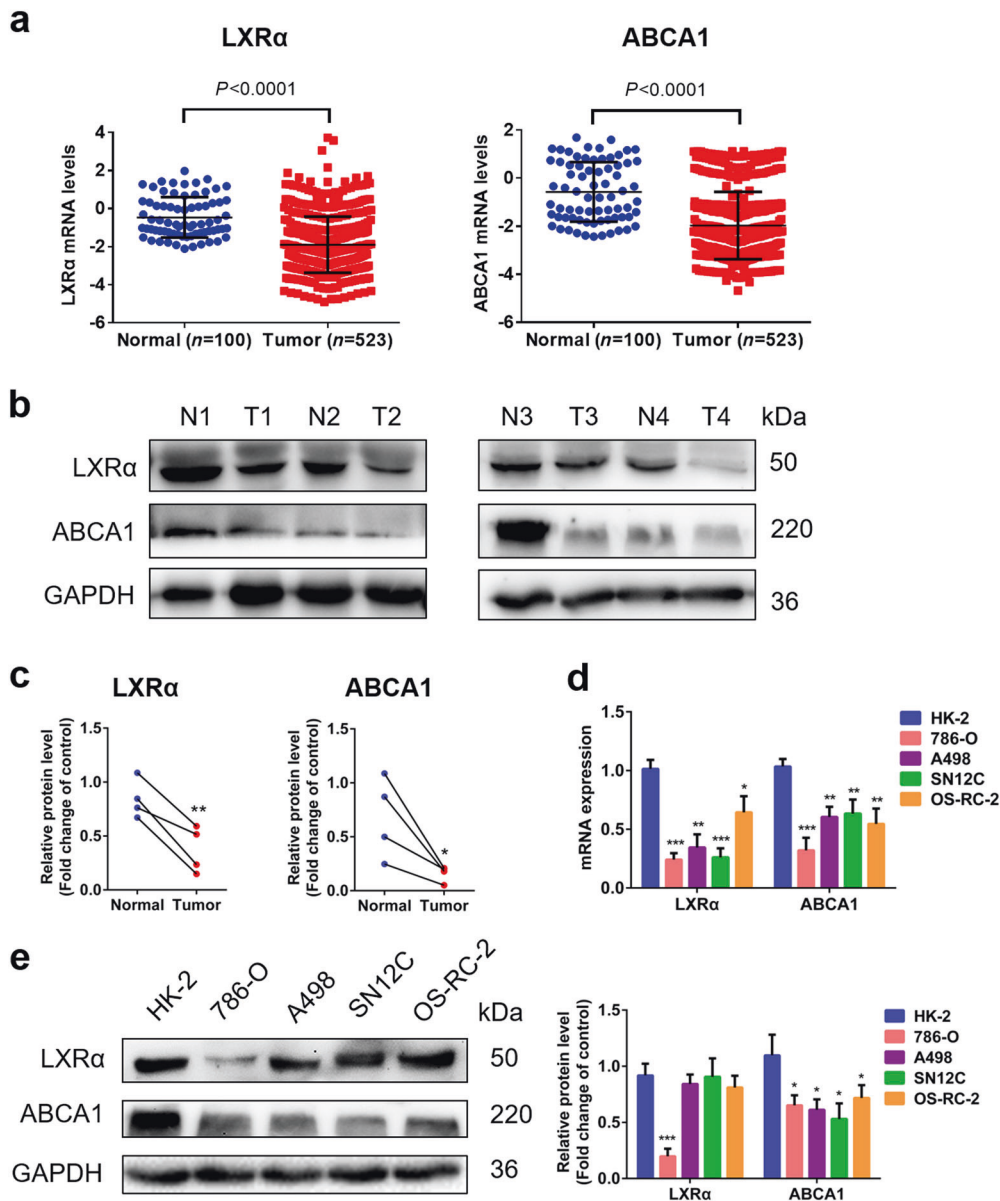 a
LXRα
P<0.0001
LXRα mRNA levels
4
2
0
-2
-4
-6
Normal (n=100) Tumor (n=523)
ABCA1
P<0.0001
ABCA1 mRNA levels
2
0
-2
-4
-6
Normal (n=100) Tumor (n=523)
b
N1 T1 N2 T2 N3 T3 N4 T4 kDa
LXRα 50
ABCA1 220
GAPDH 36
c
LXRα
Relative protein level
(Fold change of control)
1.5
1.0
0.5
0.0
**
Normal Tumor
ABCA1
Relative protein level
(Fold change of control)
1.5
1.0
0.5
0.0
*
Normal Tumor
d
mRNA expression
1.5
1.0
0.5
0.0
*** ** *** * *** ** ** **
LXRα ABCA1
HK-2
786-O
A498
SN12C
OS-RC-2
e
HK-2 786-O A498 SN12C OS-RC-2 kDa
LXRα 50
ABCA1 220
GAPDH 36
Relative protein level
(Fold change of control)
1.5
1.0
0.5
0.0
*** * * * *
LXRα ABCA1
HK-2
786-O
A498
SN12C
OS-RC-2